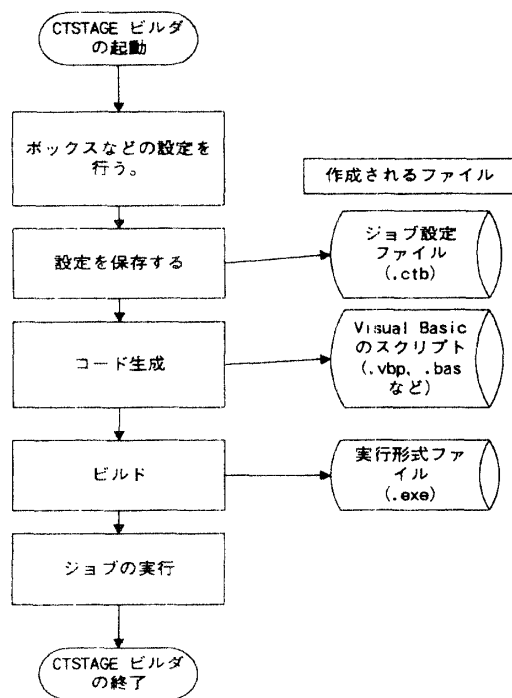 CTSTAGE ビルダ
の起動
ボックスなどの設定を
行う。
作成されるファイル
設定を保存する
ジョブ設定
ファイル
(.ctb)
コード生成
Visual Basic
のスクリプト
(.vbp、.bas
など)
ビルド
実行形式ファ
イル
(.exe)
ジョブの実行
CTSTAGE ビルダ
の終了